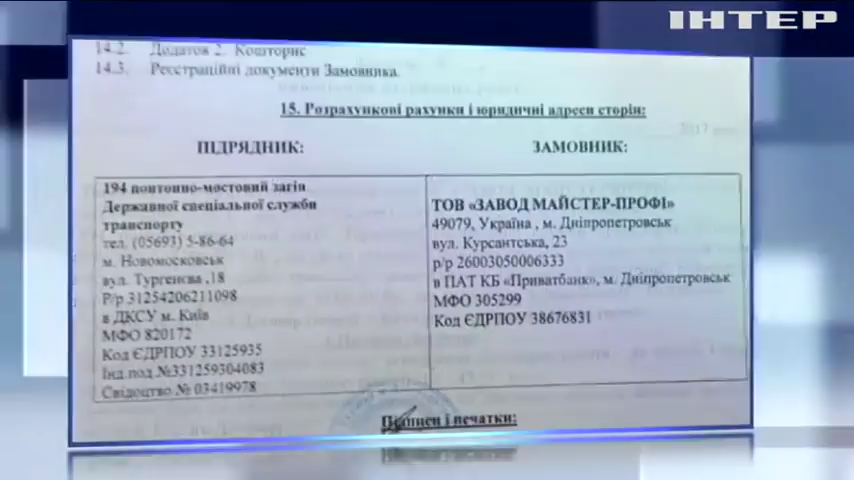 ІНТЕР
14.2. Додаток 2. Кошторис
14.3. Реєстраційні документи Замовника.
15. Розрахункові рахунки і юридичні адреси сторін:
2017
ПІДРЯДНИК:
ЗАМОВНИК:
194 понтонно-мостовий загін
Державної спеціальної служби
транспорту
тел. (05693) 5-86-64
м. Новомосковськ
вул. Тургенєва ,18
Р/р 31254206211098
в ДКСУ м. Київ
МФО 820172
Код ЄДРПОУ 33125935
Інд.под.№331259304083
Свідоцтво № 03419978
ТОВ «ЗАВОД МАЙСТЕР-ПРОФІ»
49079, Україна , м. Дніпропетровськ
вул. Курсантська, 23
р/р 26003050006333
в ПАТ КБ «Приватбанк», м. Дніпропетровськ
МФО 305299
Код ЄДРПОУ 38676831
Підписи і печатки: